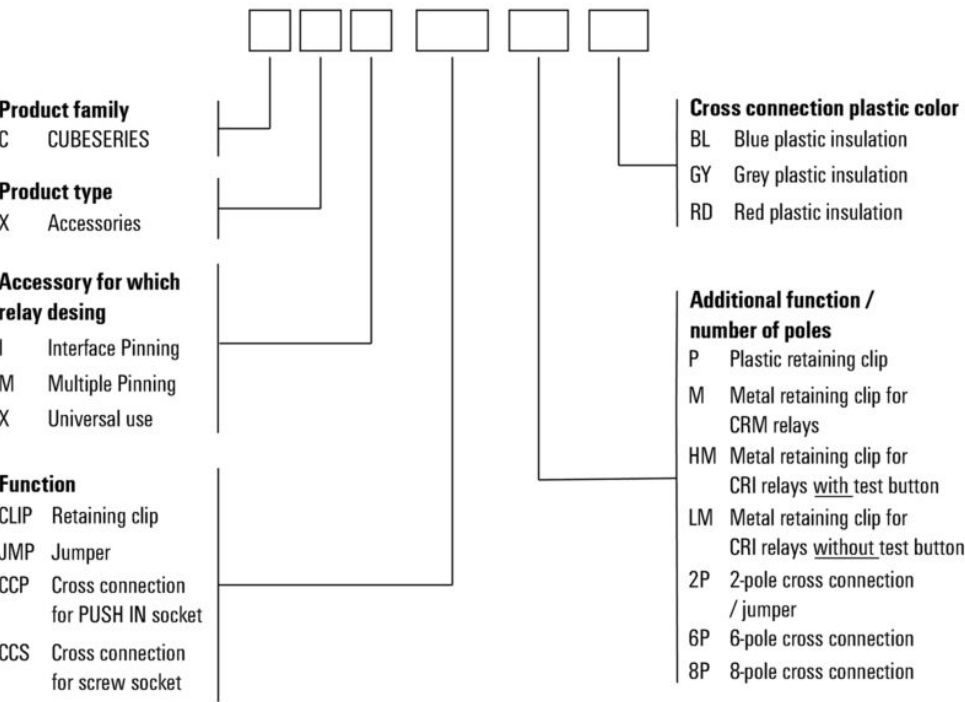 Product family
C CUBESERIES
Product type
X Accessories
Accessory for which
relay desing
I Interface Pinning
M Multiple Pinning
X Universal use
Function
CLIP Retaining clip
JMP Jumper
CCP Cross connection
for PUSH IN socket
CCS Cross connection
for screw socket
Cross connection plastic color
BL Blue plastic insulation
GY Grey plastic insulation
RD Red plastic insulation
Additional function /
number of poles
P Plastic retaining clip
M Metal retaining clip for
CRM relays
HM Metal retaining clip for
CRI relays with test button
LM Metal retaining clip for
CRI relays without test button
2P 2-pole cross connection
/ jumper
6P 6-pole cross connection
8P 8-pole cross connection